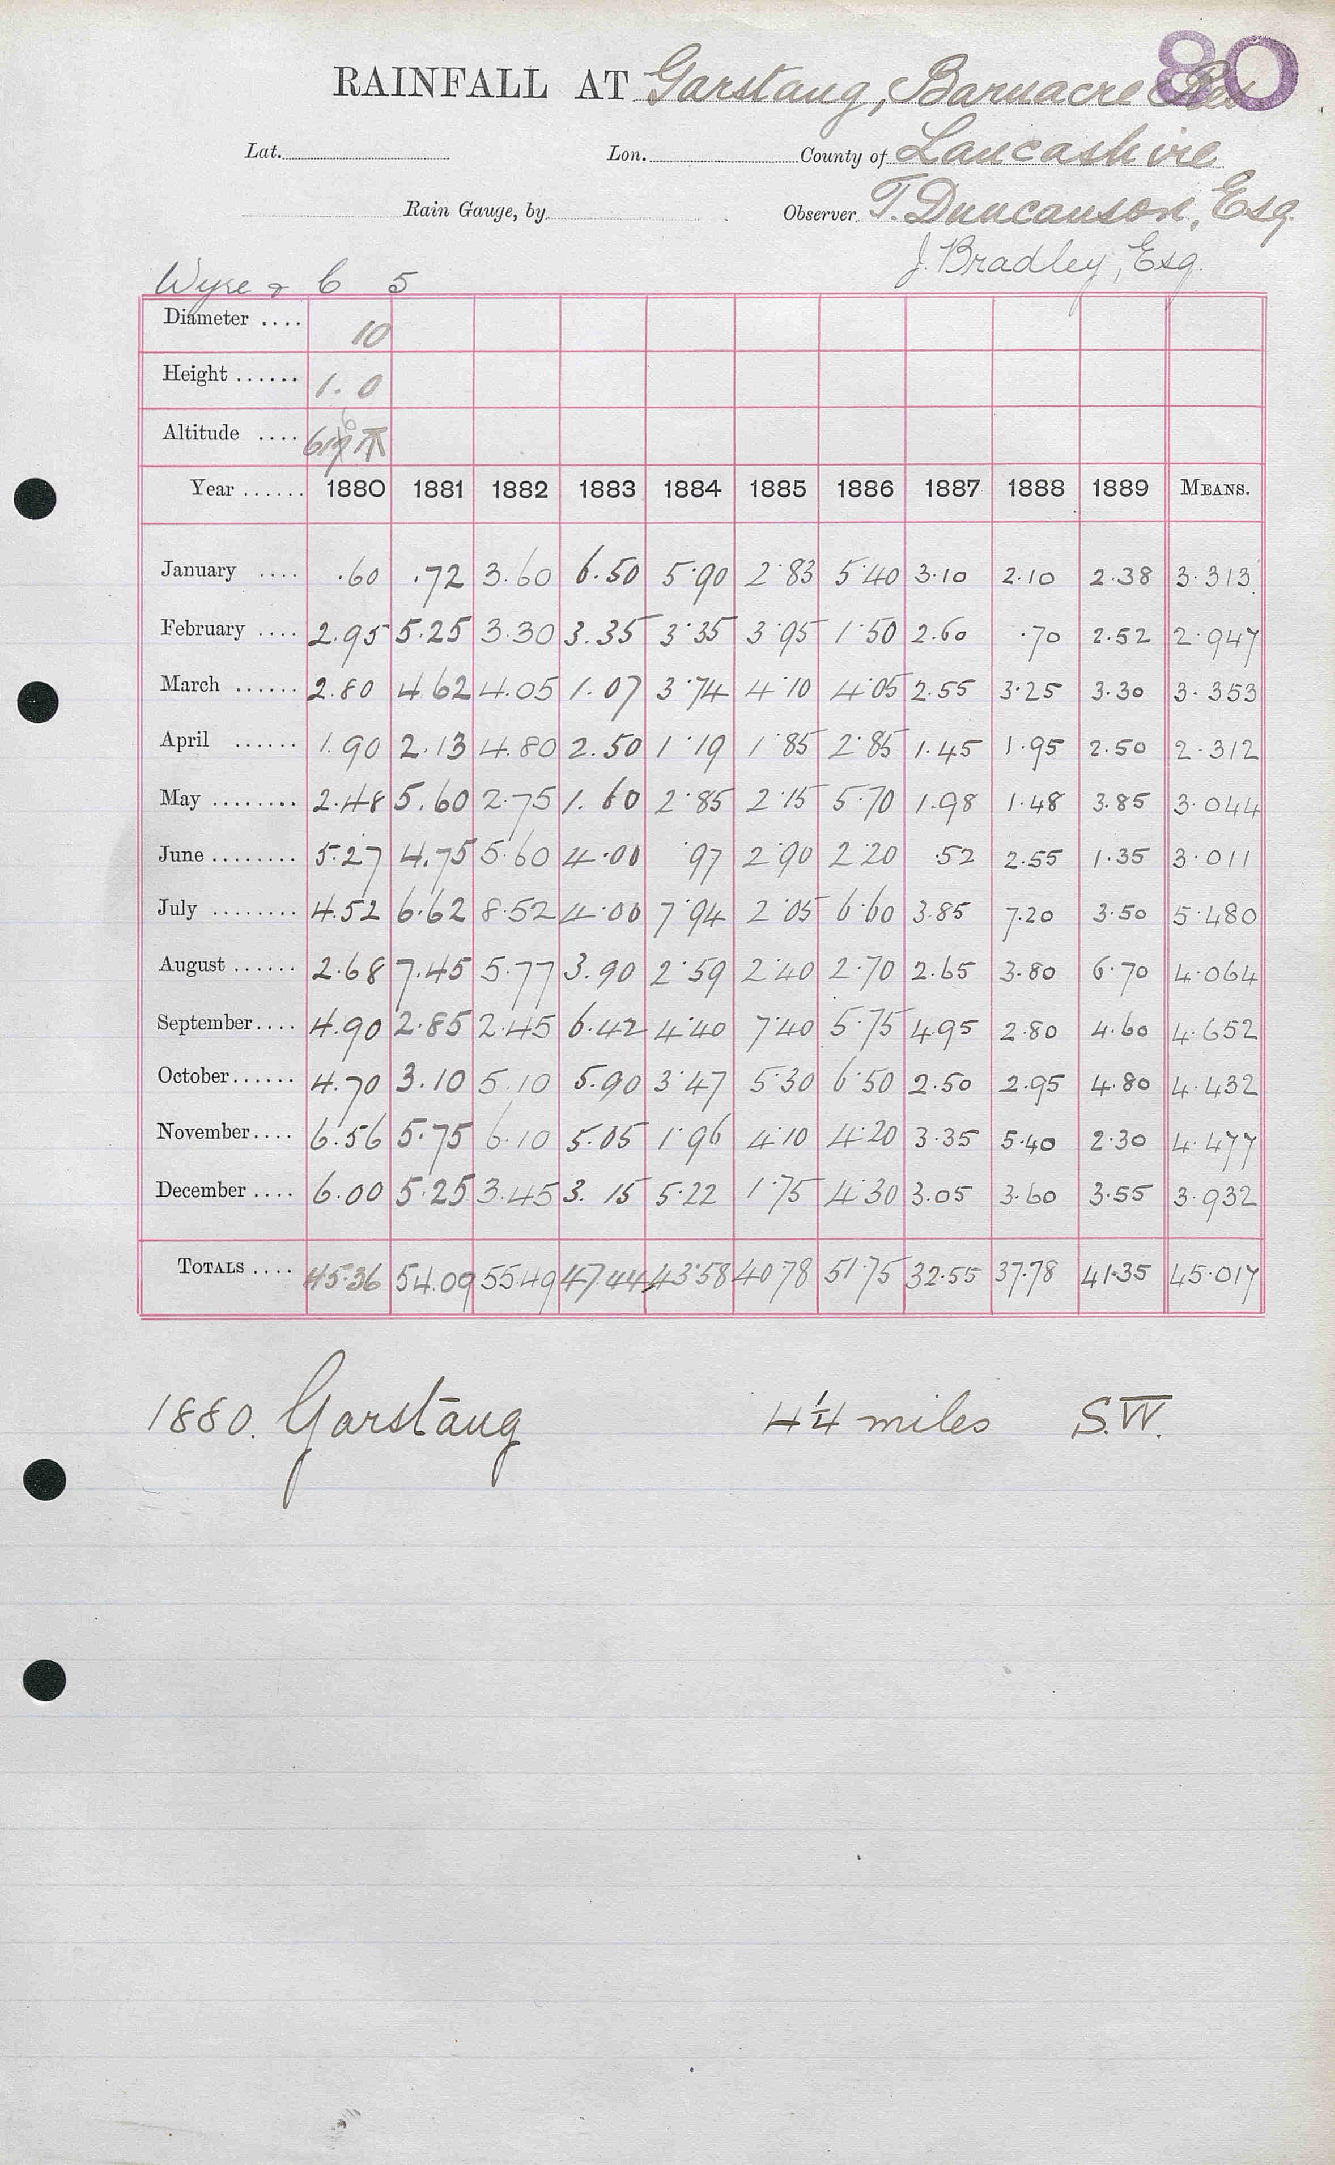 80
RAINFALL AT Garstang, Barnacre Res
Lat. Lon. County of Lancashire
Rain Gauge, by Observer T. Duncanson, Esq.
J. Bradley, Esq.
Wyre & 6 5
Diameter .... 10
Height ...... 1.0
Altitude ....
Year ...... 1880 1881 1882 1883 1884 1885 1886 1887 1888 1889 MEANS.
January .... .60 .72 3.60 6.50 5.90 2.83 5.40 3.10 2.10 2.38 3.313
February .... 2.95 5.25 3.30 3.35 3.35 3.95 1.50 2.60 .70 2.52 2.947
March ...... 2.80 4.62 4.05 1.07 3.74 4.10 4.05 2.55 3.25 3.30 3.353
April ...... 1.90 2.13 4.80 2.50 1.19 1.85 2.85 1.45 1.95 2.50 2.312
May ........ 2.48 5.60 2.75 1.60 2.85 2.15 5.70 1.98 1.48 3.85 3.044
June ........ 5.27 4.75 5.60 4.00 .97 2.90 2.20 .52 2.55 1.35 3.011
July ........ 4.52 6.62 8.52 4.00 7.94 2.05 6.60 3.85 7.20 3.50 5.480
August ...... 2.68 7.45 5.77 3.90 2.59 2.40 2.70 2.65 3.80 6.70 4.064
September .... 4.90 2.85 2.45 6.42 4.40 7.40 5.75 4.95 2.80 4.60 4.652
October ...... 4.70 3.10 5.10 5.90 3.47 5.30 6.50 2.50 2.95 4.80 4.432
November .... 6.56 5.75 6.10 5.05 1.96 4.10 4.20 3.35 5.40 2.30 4.477
December .... 6.00 5.25 3.45 3.15 5.22 1.75 4.30 3.05 3.60 3.55 3.932
TOTALS .... 45.36 54.09 55.49 47.44 43.58 40.78 51.75 32.55 37.78 41.35 45.017
1880. Garstang 4¼ miles S.W.